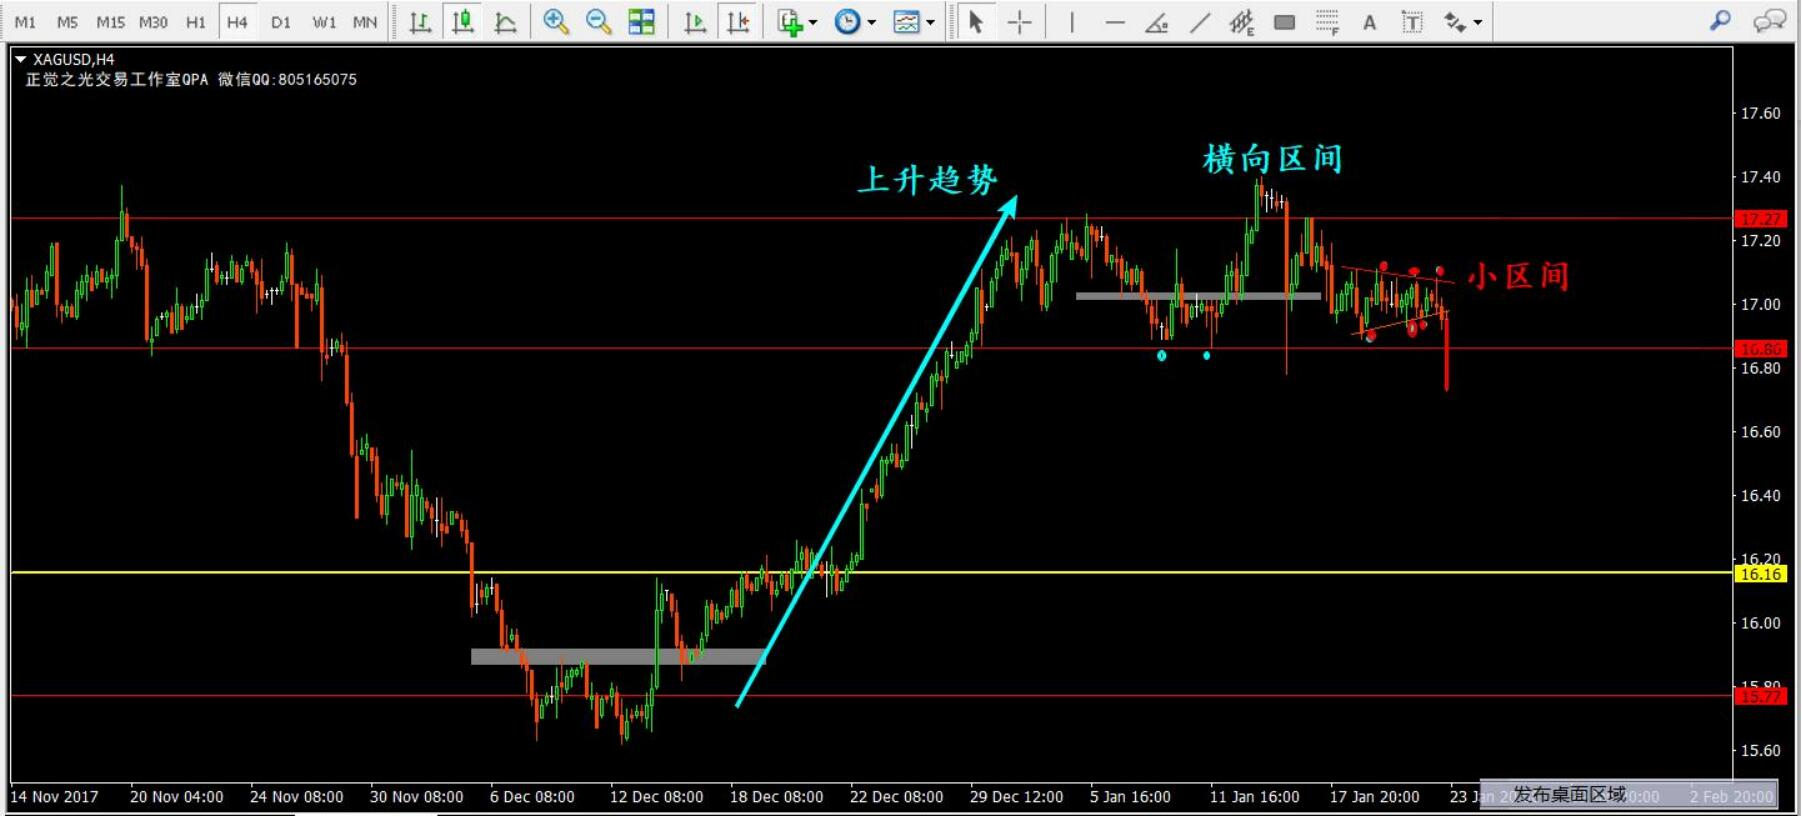 M1 M5 M15 M30 H1 H4 D1 W1 MN
XAGUSD,H4
正觉之光交易工作室QPA 微信QQ:805165075
上升趋势
横向区间
小区间
17.60
17.40
17.27
17.20
17.00
16.86
16.80
16.60
16.40
16.20
16.16
16.00
15.80
15.77
15.60
14 Nov 2017 20 Nov 04:00 24 Nov 08:00 30 Nov 08:00 6 Dec 08:00 12 Dec 08:00 18 Dec 08:00 22 Dec 08:00 29 Dec 12:00 5 Jan 16:00 11 Jan 16:00 17 Jan 20:00 23 Jan 2 Feb 20:00
发布桌面区域